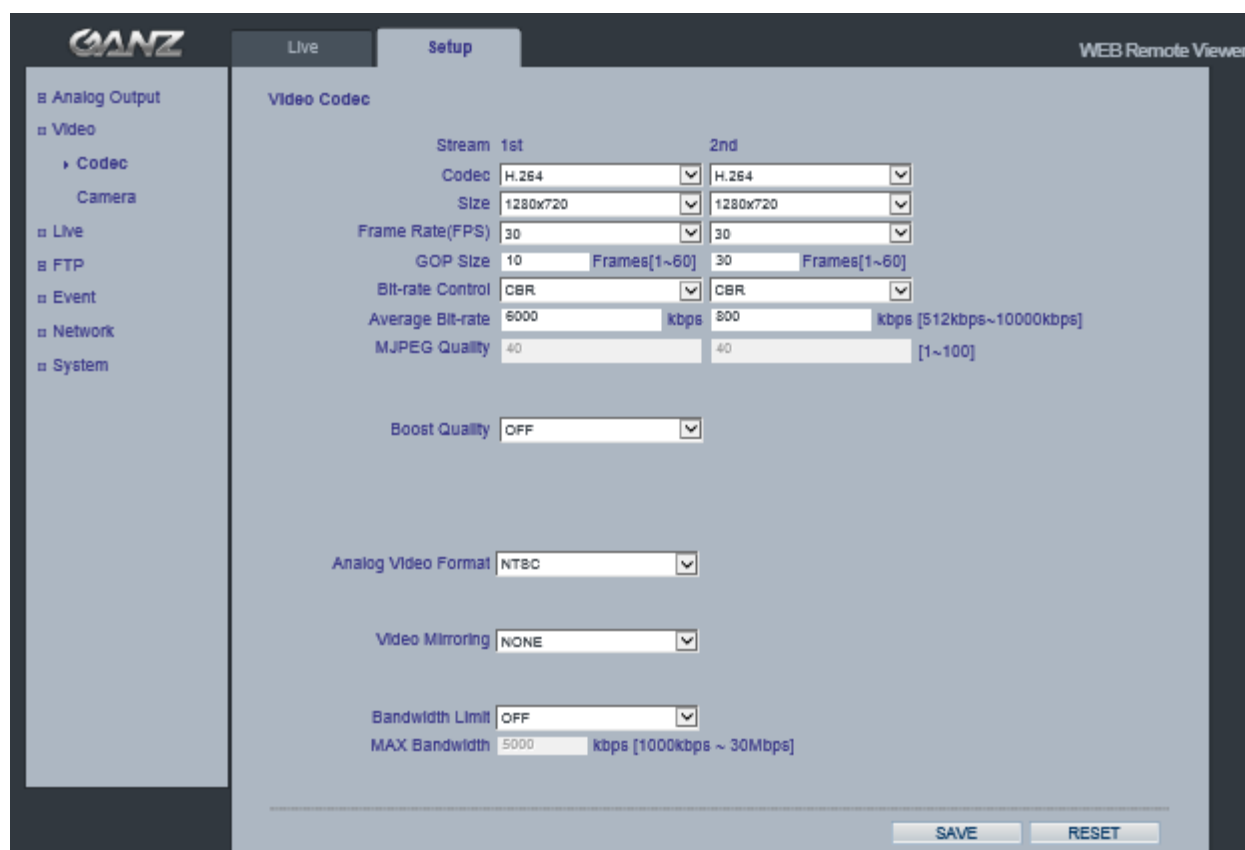 GANZ
Live Setup
WEB Remote Viewer
Analog Output
Video
Codec
Camera
Live
FTP
Event
Network
System
Video Codec
Stream 1st 2nd
Codec H.264 H.264
Size 1280x720 1280x720
Frame Rate(FPS) 30 30
GOP Size 10 Frames[1~60] 30 Frames[1~60]
Bit-rate Control CBR CBR
Average Bit-rate 6000 kbps 800 kbps [512kbps~10000kbps]
MJPEG Quality 40 40 [1~100]
Boost Quality OFF
Analog Video Format NTSC
Video Mirroring NONE
Bandwidth Limit OFF
MAX Bandwidth 5000 kbps [1000kbps ~ 30Mbps]
SAVE RESET